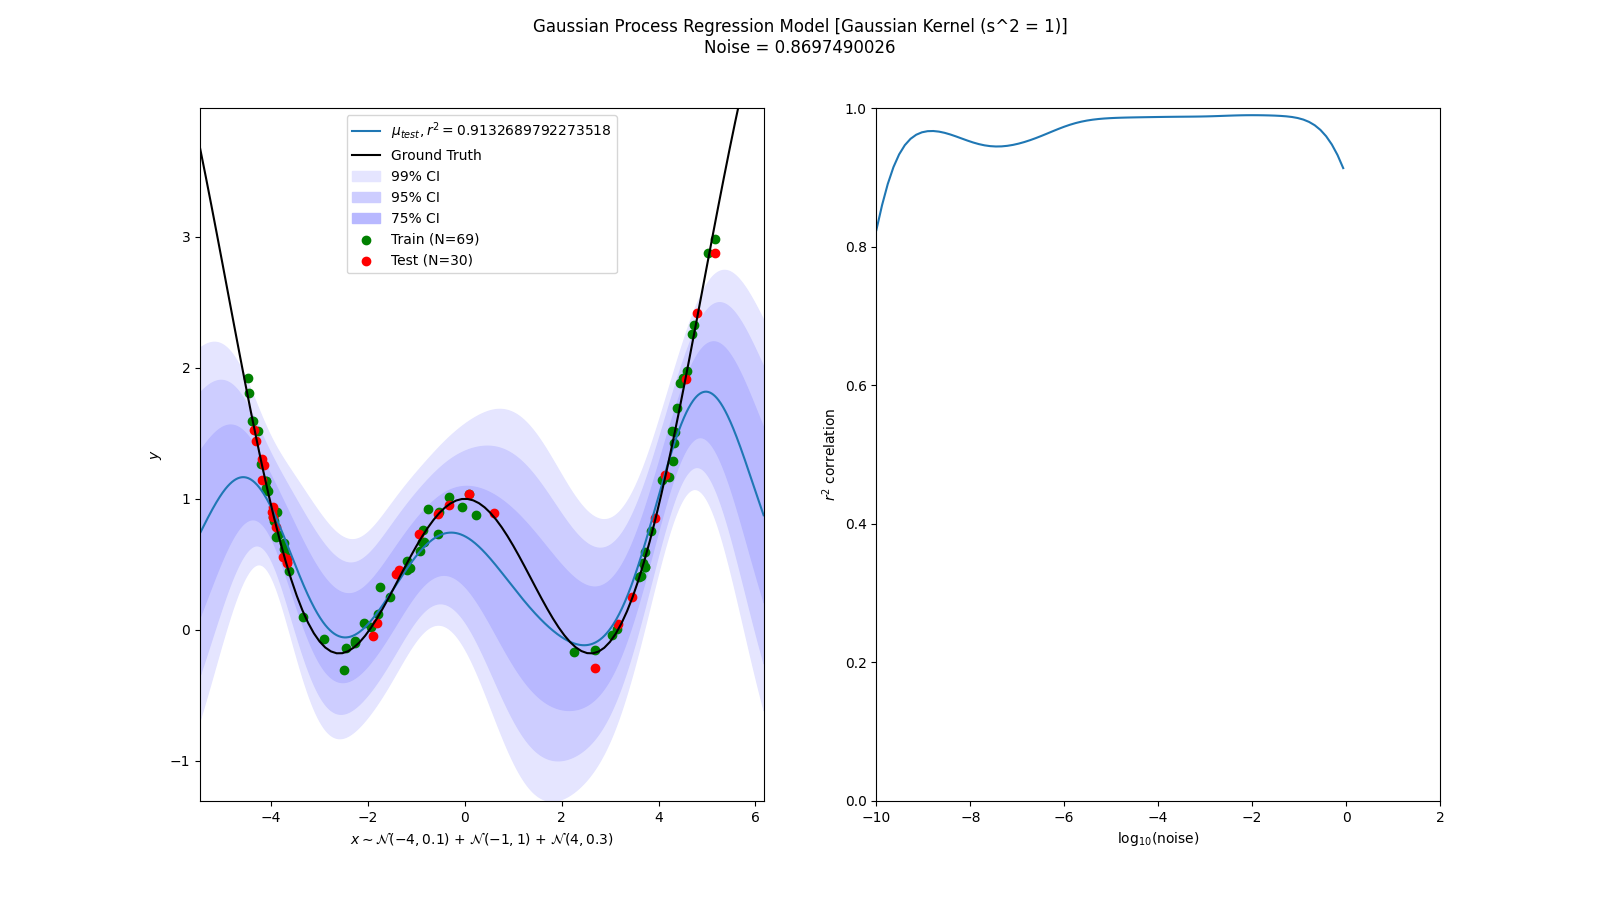 Gaussian Process Regression Model [Gaussian Kernel (s^2 = 1)]
Noise = 0.8697490026
μ_test, r² = 0.9132689792273518
Ground Truth
99% CI
95% CI
75% CI
Train (N=69)
Test (N=30)
y
3
2
1
0
−1
−4 −2 0 2 4 6
x ∼ 𝒩(−4, 0.1) + 𝒩(−1, 1) + 𝒩(4, 0.3)
r² correlation
1.0
0.8
0.6
0.4
0.2
0.0
−10 −8 −6 −4 −2 0 2
log₁₀(noise)